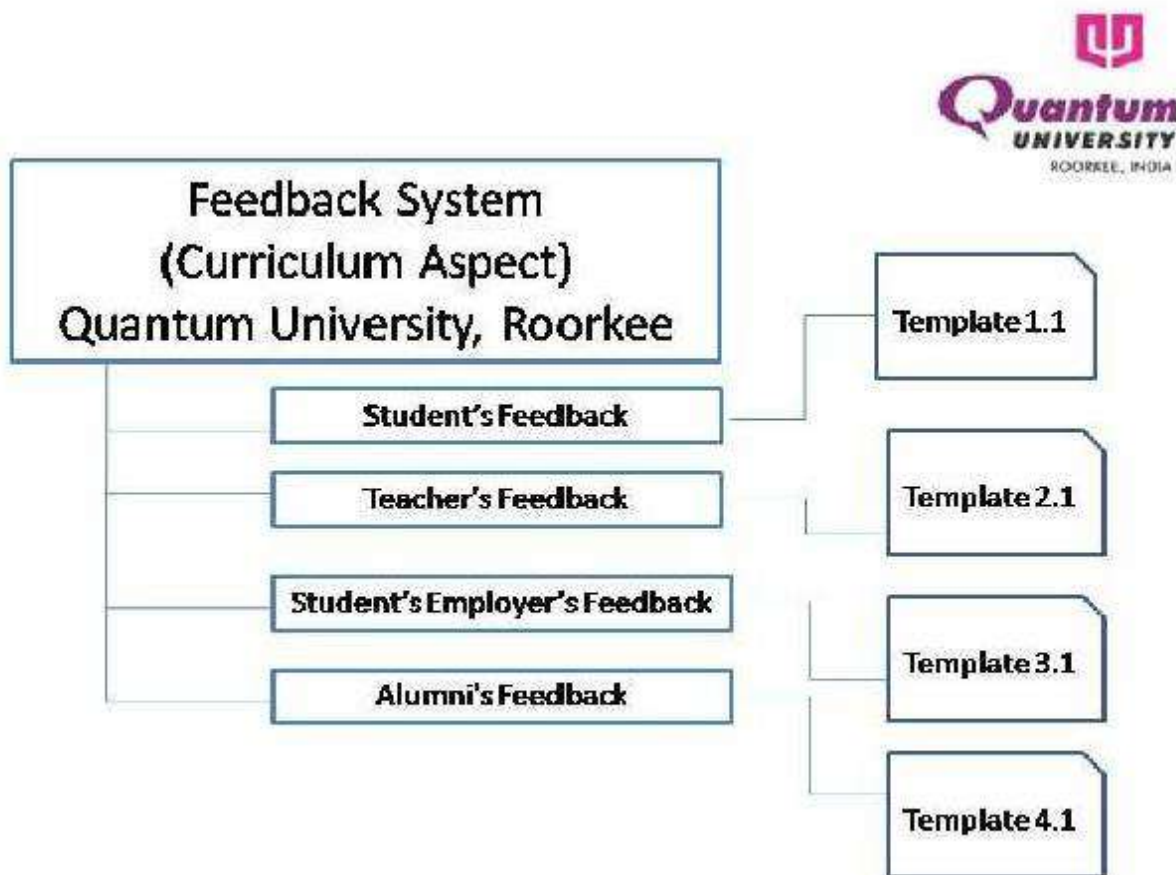 Quantum
UNIVERSITY
ROORKEE, INDIA
Feedback System
(Curriculum Aspect)
Quantum University, Roorkee
Template 1.1
Student's Feedback
Teacher's Feedback
Template 2.1
Student's Employer's Feedback
Template 3.1
Alumni's Feedback
Template 4.1